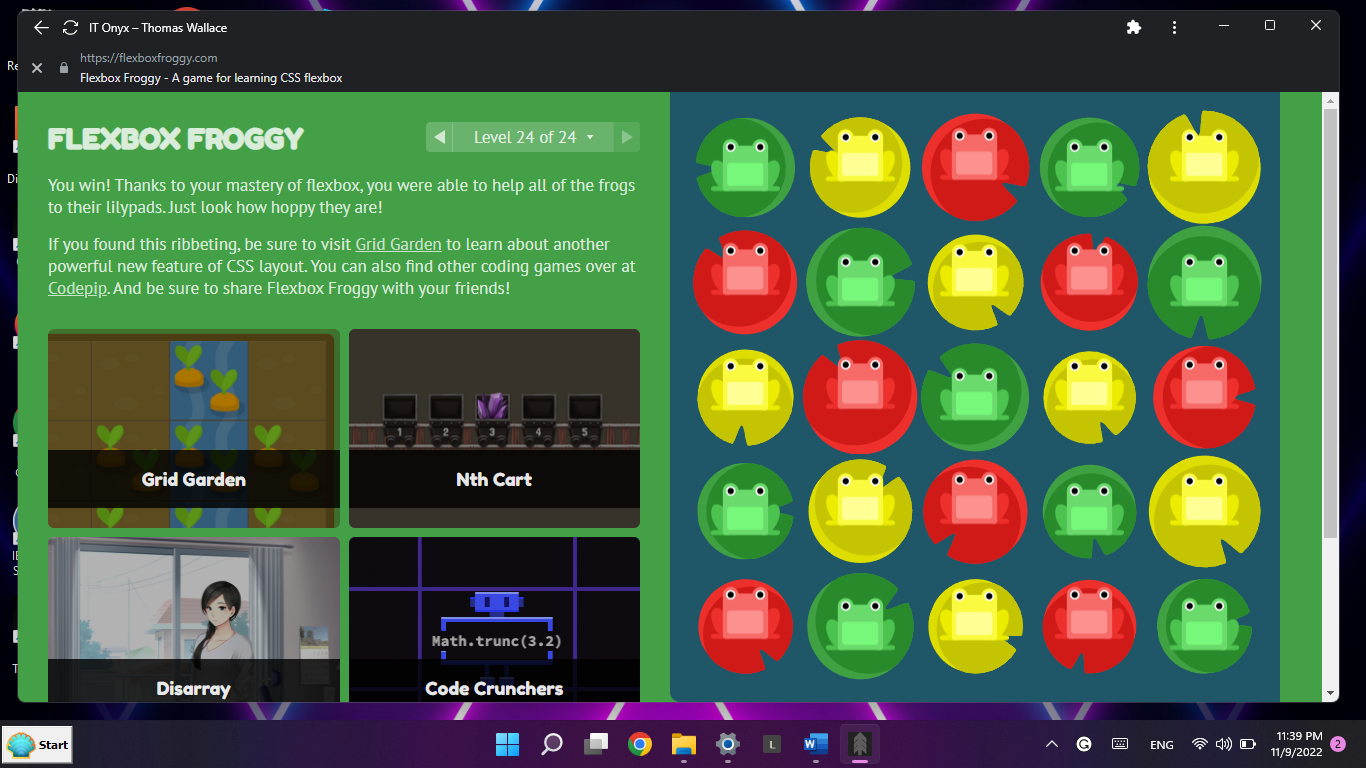 IT Onyx – Thomas Wallace
https://flexboxfroggy.com
Flexbox Froggy - A game for learning CSS flexbox
FLEXBOX FROGGY
Level 24 of 24
You win! Thanks to your mastery of flexbox, you were able to help all of the frogs
to their lilypads. Just look how hoppy they are!
If you found this ribbeting, be sure to visit Grid Garden to learn about another
powerful new feature of CSS layout. You can also find other coding games over at
Codepip. And be sure to share Flexbox Froggy with your friends!
1 2 3 4 5
Grid Garden
Nth Cart
Math.trunc(3.2)
Disarray
Code Crunchers
Start
L
ENG
11:39 PM
11/9/2022
2